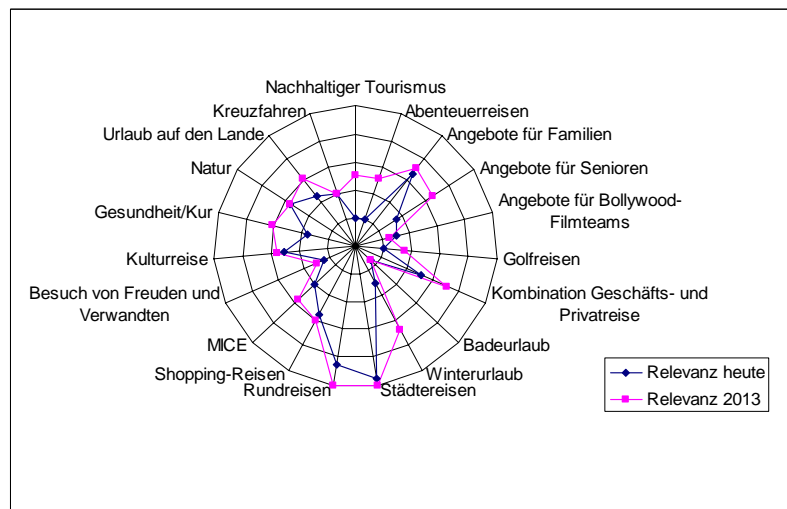 Nachhaltiger Tourismus
Abenteuerreisen
Angebote für Familien
Angebote für Senioren
Angebote für Bollywood-
Filmteams
Golfreisen
Kombination Geschäfts- und
Privatreise
Badeurlaub
Winterurlaub
Städtereisen
Rundreisen
Shopping-Reisen
MICE
Besuch von Freuden und
Verwandten
Kulturreise
Gesundheit/Kur
Natur
Urlaub auf den Lande
Kreuzfahren
Relevanz heute
Relevanz 2013